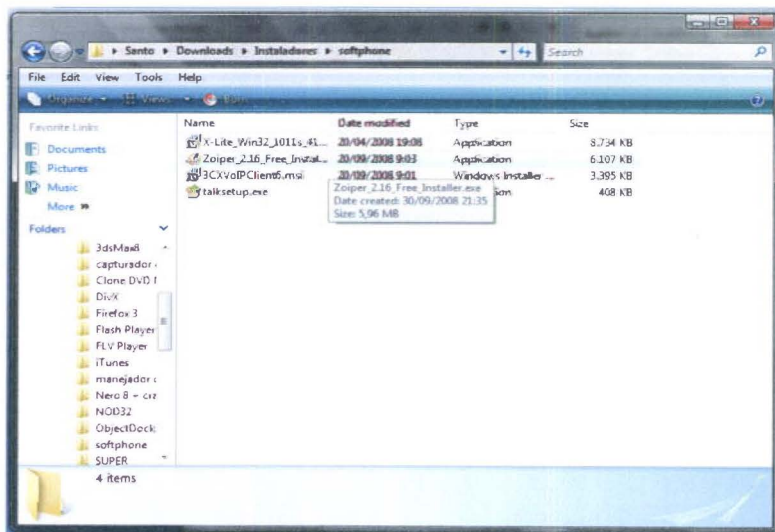 Santo ▸ Downloads ▸ Instaladores ▸ softphone
Search
File Edit View Tools Help
Organize Views Burn
Favorite Links
Documents
Pictures
Music
More »
Folders
3dsMax8
capturador
Clone DVD
DivX
Firefox 3
Flash Player
FLV Player
iTunes
manejador
Nero 8 -
NOD32
ObjectDock
softphone
SUPER
Name Date modified Type Size
X-Lite_Win32_1011s_41... 20/04/2008 19:08 Application 8.734 KB
Zoiper_2.16_Free_Instal... 20/09/2008 9:03 Application 6.107 KB
3CXVoIPClient6.msi 20/09/2008 9:01 Windows Installer ... 3.395 KB
talksetup.exe 408 KB
Zoiper_2.16_Free_Installer.exe
Date created: 30/09/2008 21:35
Size: 5,96 MB
4 items